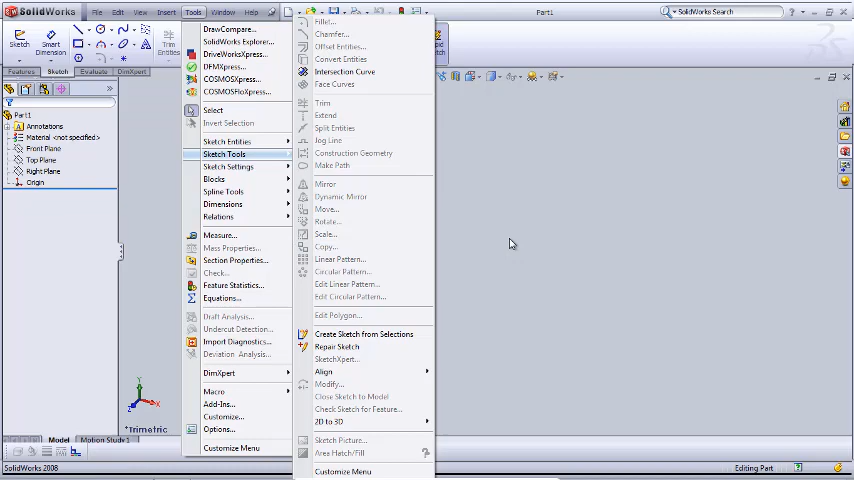 SolidWorks File Edit View Insert Tools Window Help Part1 SolidWorks Search
Sketch
Smart
Dimension
Trim
Entities
Features Sketch Evaluate DimXpert
Part1
Annotations
Material <not specified>
Front Plane
Top Plane
Right Plane
Origin
DrawCompare...
SolidWorks Explorer...
DriveWorksXpress...
DFMXpress...
COSMOSXpress...
COSMOSFloXpress...
Select
Invert Selection
Sketch Entities
Sketch Tools
Sketch Settings
Blocks
Spline Tools
Dimensions
Relations
Measure...
Mass Properties...
Section Properties...
Check...
Feature Statistics...
Equations...
Draft Analysis...
Undercut Detection...
Import Diagnostics...
Deviation Analysis...
DimXpert
Macro
Add-Ins...
Customize...
Options...
Customize Menu
Fillet...
Chamfer...
Offset Entities...
Convert Entities
Intersection Curve
Face Curves
Trim
Extend
Split Entities
Jog Line
Construction Geometry
Make Path
Mirror
Dynamic Mirror
Move...
Rotate...
Scale...
Copy...
Linear Pattern...
Circular Pattern...
Edit Linear Pattern...
Edit Circular Pattern...
Edit Polygon...
Create Sketch from Selections
Repair Sketch
SketchXpert...
Align
Modify...
Close Sketch to Model
Check Sketch for Feature...
2D to 3D
Sketch Picture...
Area Hatch/Fill
Customize Menu
Y
X
Z
*Trimetric
Model Motion Study1
SolidWorks 2008 Editing Part